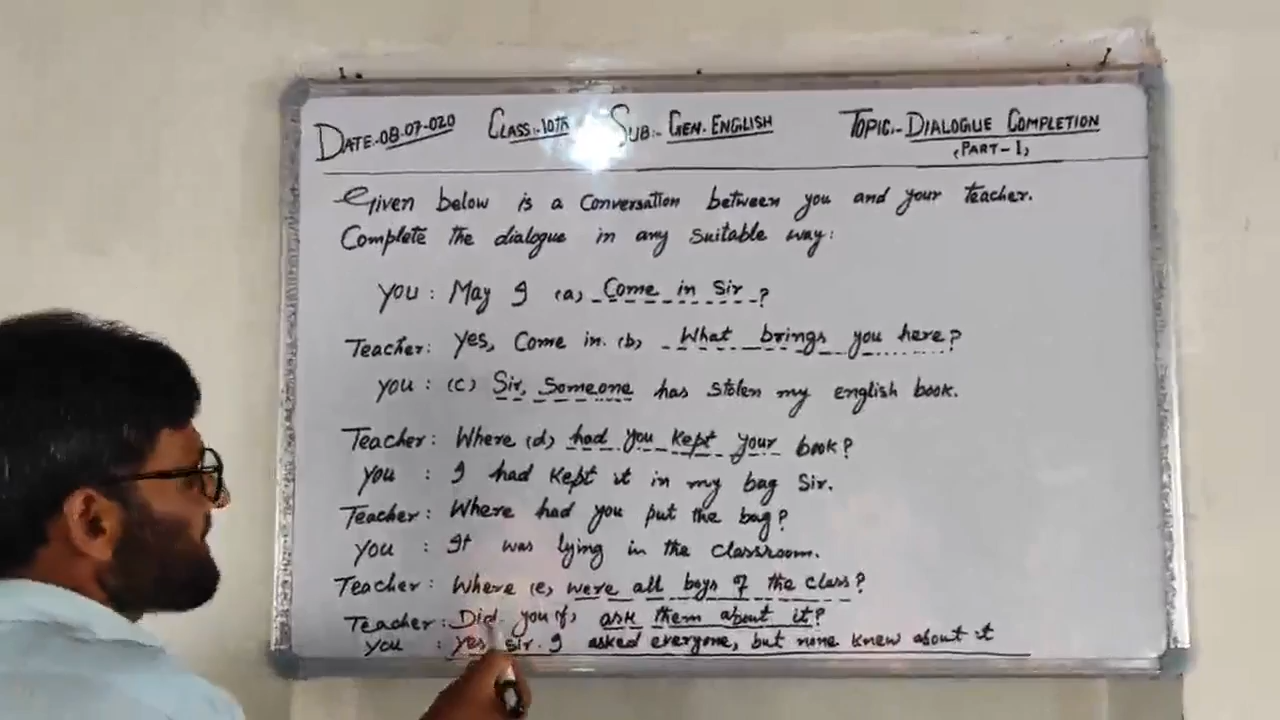 DATE:-08-07-020 CLASS:-10TH SUB:- GEN. ENGLISH TOPIC:- DIALOGUE COMPLETION
(PART-1)
Given below is a Conversation between you and your teacher.
Complete the dialogue in any suitable way:
you : May I (a) Come in Sir ?
Teacher: Yes, Come in. (b) What brings you here?
you : (c) Sir, Someone has stolen my english book.
Teacher: Where (d) had you kept your book?
you : I had kept it in my bag Sir.
Teacher: Where had you put the bag?
you : It was lying in the classroom.
Teacher: Where (e) were all boys of the class?
Teacher: Did you (f) ask them about it?
you : yes sir. I asked everyone, but none knew about it